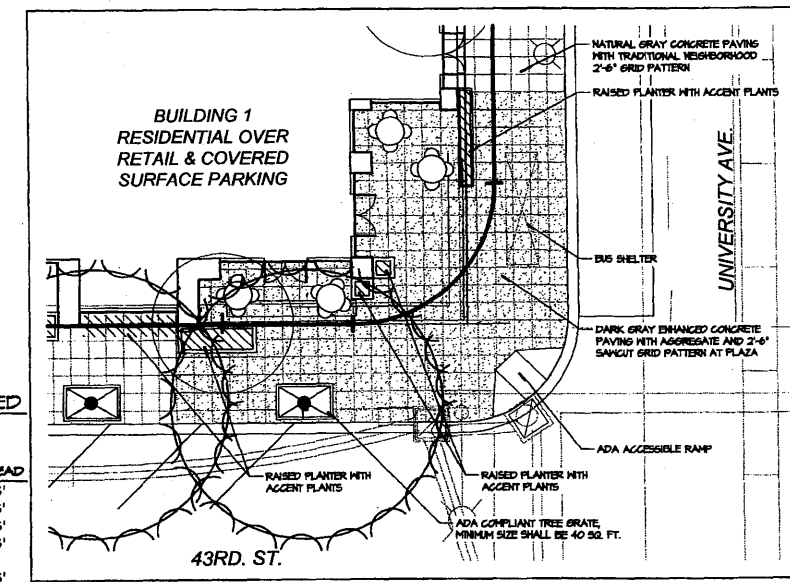 NATURAL GRAY CONCRETE PAVING
WITH TRADITIONAL NEIGHBORHOOD
2'-6" GRID PATTERN
RAISED PLANTER WITH ACCENT PLANTS
BUILDING 1
RESIDENTIAL OVER
RETAIL & COVERED
SURFACE PARKING
UNIVERSITY AVE.
BUS SHELTER
DARK GRAY ENHANCED CONCRETE
PAVING WITH AGGREGATE AND 2'-6"
SAWCUT GRID PATTERN AT PLAZA
ADA ACCESSIBLE RAMP
RAISED PLANTER WITH
ACCENT PLANTS
RAISED PLANTER WITH
ACCENT PLANTS
ADA COMPLIANT TREE GRATE,
MINIMUM SIZE SHALL BE 40 SQ. FT.
43RD. ST.